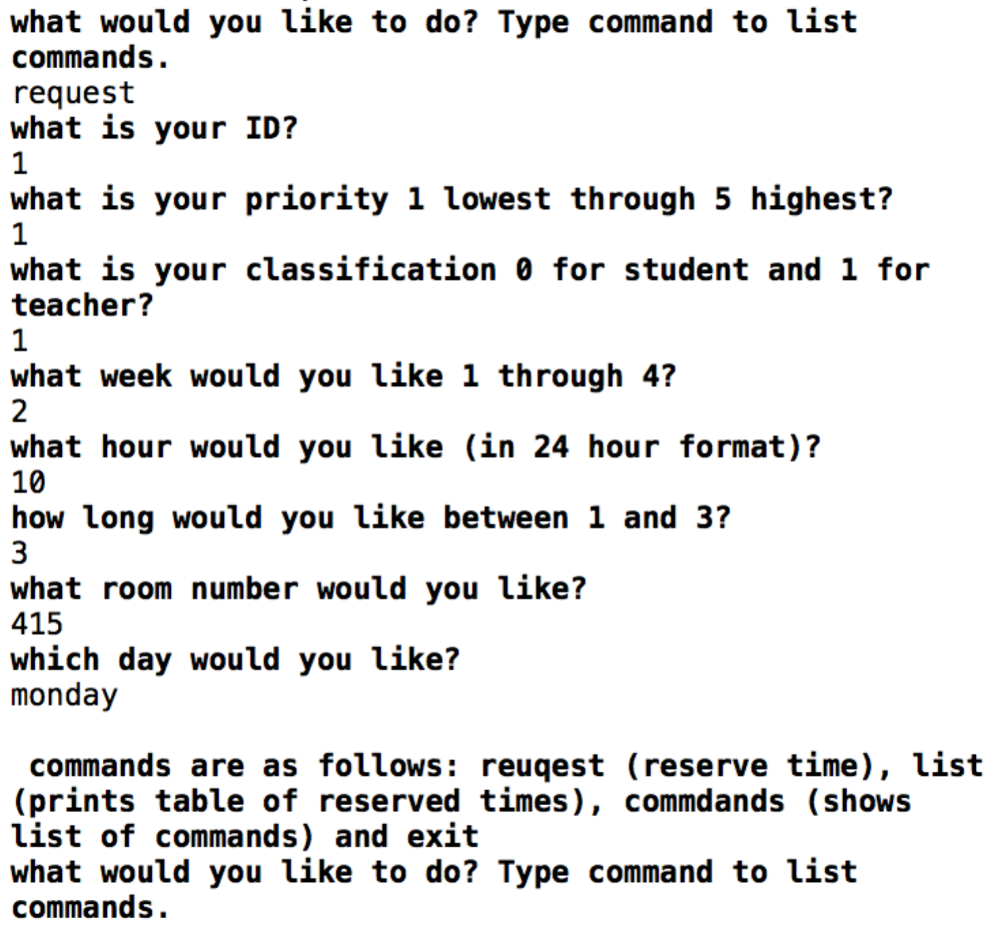 what would you like to do? Type command to list
commands.
request
what is your ID?
1
what is your priority 1 lowest through 5 highest?
1
what is your classification 0 for student and 1 for
teacher?
1
what week would you like 1 through 4?
2
what hour would you like (in 24 hour format)?
10
how long would you like between 1 and 3?
3
what room number would you like?
415
which day would you like?
monday
commands are as follows: reuqest (reserve time), list
(prints table of reserved times), commdands (shows
list of commands) and exit
what would you like to do? Type command to list
commands.